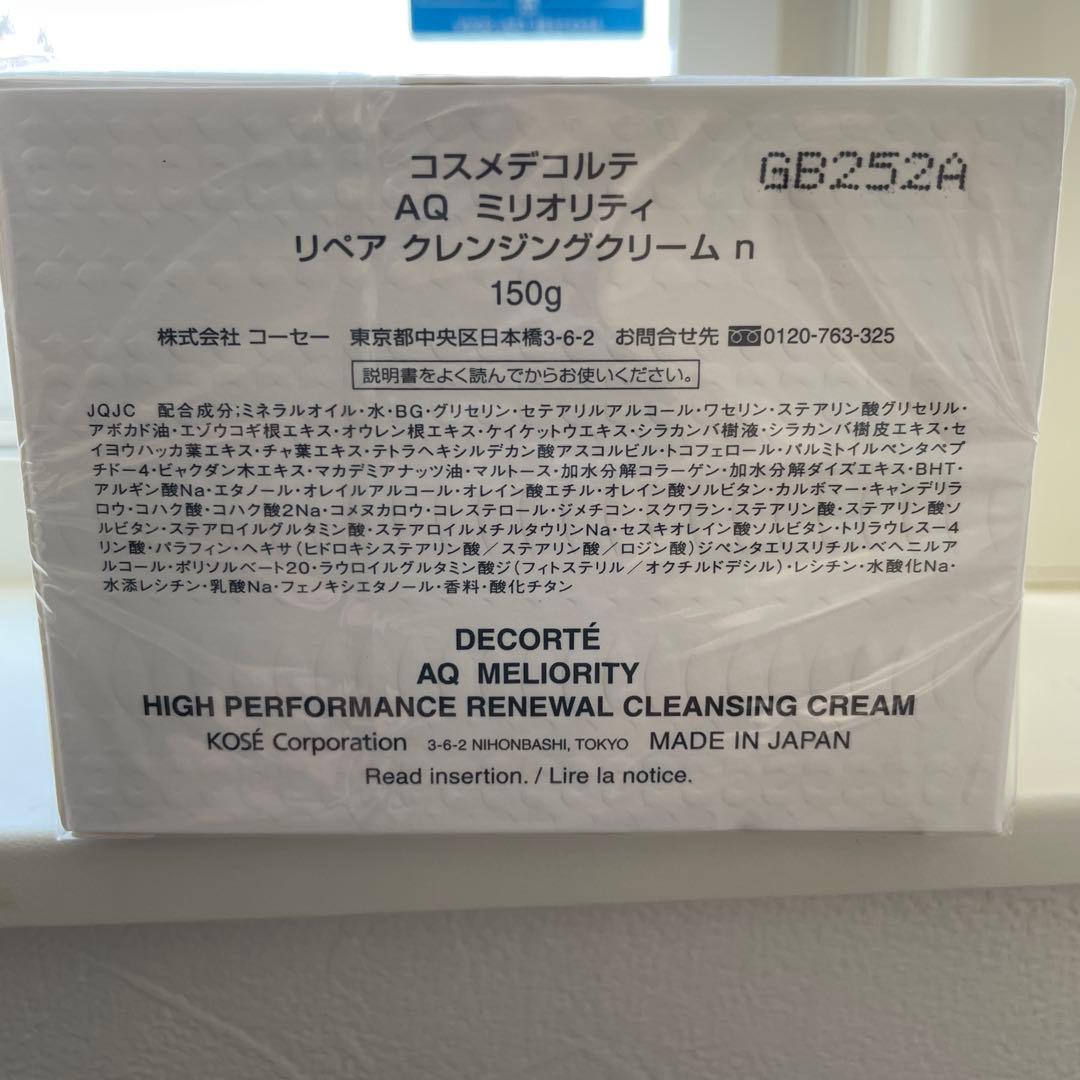 コスメデコルテ
GB252A
AQ ミリオリティ
リペア クレンジングクリーム n
150g
株式会社 コーセー 東京都中央区日本橋3-6-2 お問合せ先 0120-763-325
説明書をよく読んでからお使いください。
JQJC 配合成分;ミネラルオイル・水・BG・グリセリン・セテアリルアルコール・ワセリン・ステアリン酸グリセリル・
アボカド油・エゾウコギ根エキス・オウレン根エキス・ケイケットウエキス・シラカンバ樹液・シラカンバ樹皮エキス・セ
イヨウハッカ葉エキス・チャ葉エキス・テトラヘキシルデカン酸アスコルビル・トコフェロール・パルミトイルペンタペプ
チドー4・ビャクダン木エキス・マカデミアナッツ油・マルトース・加水分解コラーゲン・加水分解ダイズエキス・BHT・
アルギン酸Na・エタノール・オレイルアルコール・オレイン酸エチル・オレイン酸ソルビタン・カルボマー・キャンデリラ
ロウ・コハク酸・コハク酸2Na・コメヌカロウ・コレステロール・ジメチコン・スクワラン・ステアリン酸・ステアリン酸ソ
ルビタン・ステアロイルグルタミン酸・ステアロイルメチルタウリンNa・セスキオレイン酸ソルビタン・トリラウレスー4
リン酸・パラフィン・ヘキサ(ヒドロキシステアリン酸/ステアリン酸/ロジン酸)ジペンタエリスリチル・ベヘニルア
ルコール・ポリソルベート20・ラウロイルグルタミン酸ジ(フィトステリル/オクチルドデシル)・レシチン・水酸化Na・
水添レシチン・乳酸Na・フェノキシエタノール・香料・酸化チタン
DECORTÉ
AQ MELIORITY
HIGH PERFORMANCE RENEWAL CLEANSING CREAM
KOSÉ Corporation 3-6-2 NIHONBASHI, TOKYO MADE IN JAPAN
Read insertion. / Lire la notice.